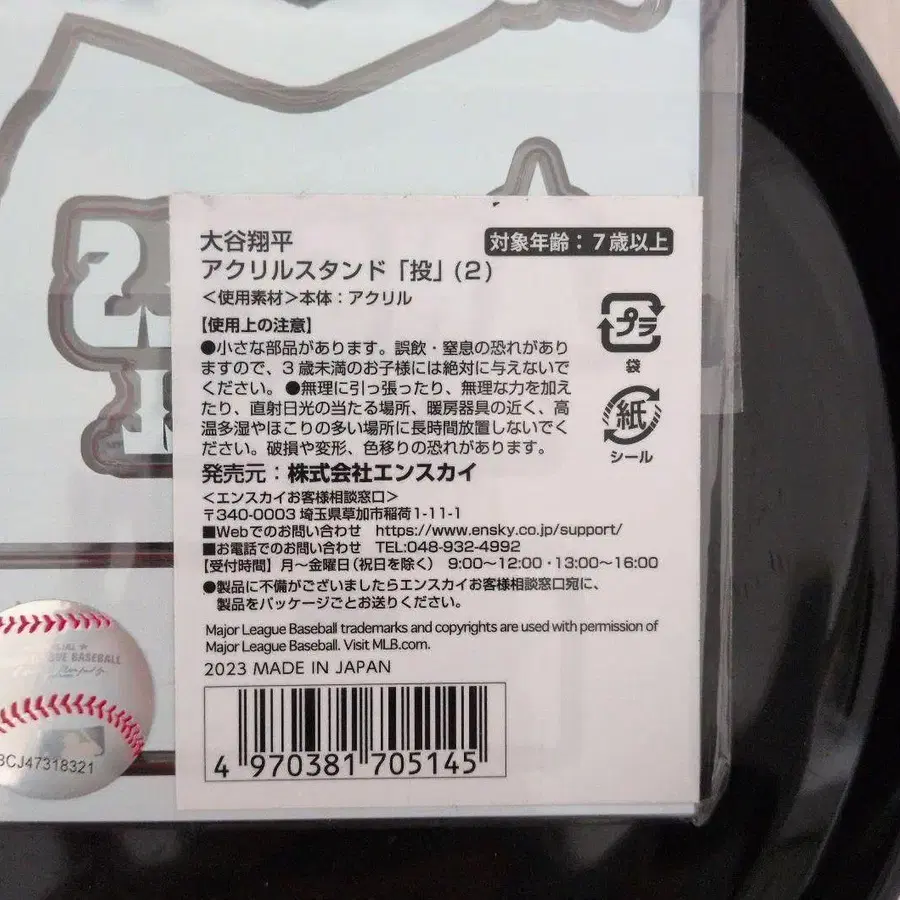 大谷翔平
対象年齢：7歳以上
アクリルスタンド「投」(2)
＜使用素材＞本体：アクリル
【使用上の注意】
●小さな部品があります。誤飲・窒息の恐れがあり
ますので、3歳未満のお子様には絶対に与えないで
ください。●無理に引っ張ったり、無理な力を加え
たり、直射日光の当たる場所、暖房器具の近く、高
温多湿やほこりの多い場所に長時間放置しないでく
ださい。破損や変形、色移りの恐れがあります。
プラ
袋
紙
シール
発売元：株式会社エンスカイ
＜エンスカイお客様相談窓口＞
〒340-0003 埼玉県草加市稲荷1-11-1
■Webでのお問い合わせ https://www.ensky.co.jp/support/
■お電話でのお問い合わせ TEL:048-932-4992
【受付時間】月〜金曜日(祝日を除く) 9:00〜12:00・13:00〜16:00
●製品に不備がございましたらエンスカイお客様相談窓口宛に、
製品をパッケージごとお送りください。
Major League Baseball trademarks and copyrights are used with permission of
Major League Baseball. Visit MLB.com.
2023 MADE IN JAPAN
4 970381 705145
BASEBALL
CJ47318321